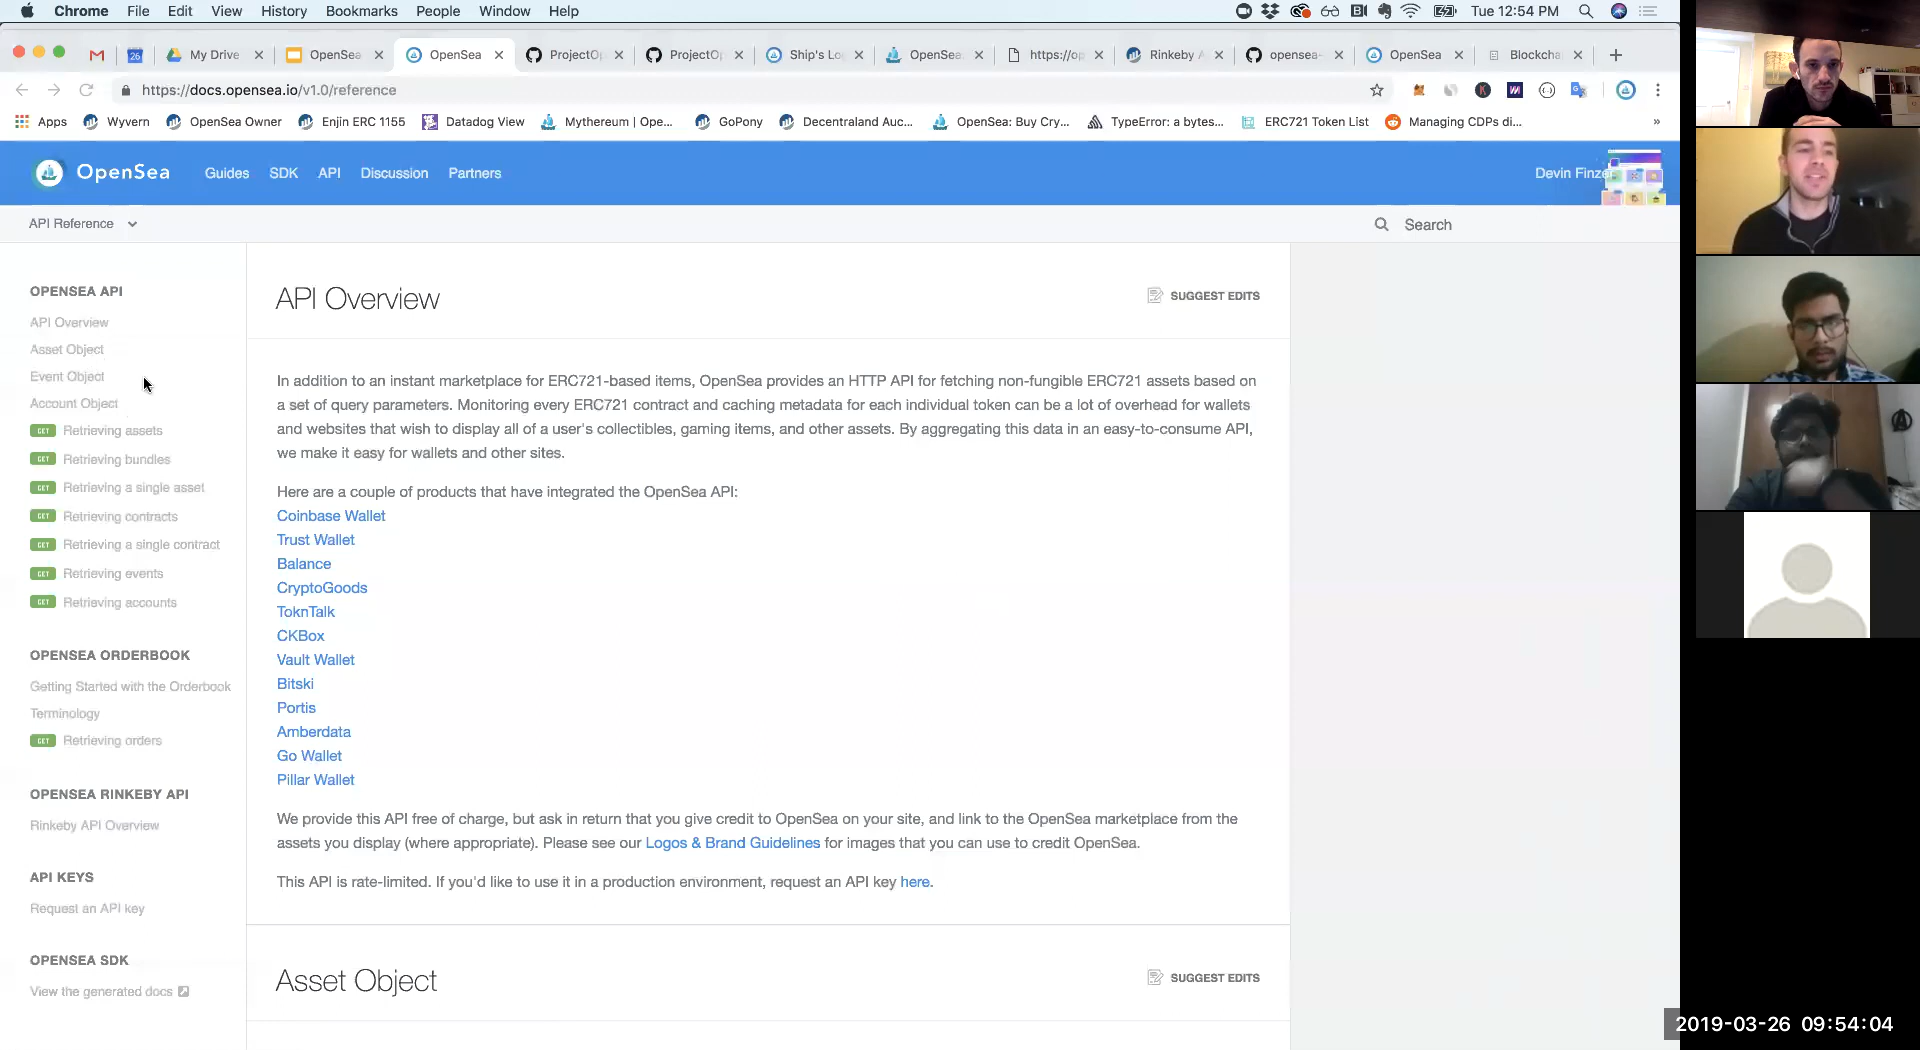 Chrome File Edit View History Bookmarks People Window Help
Tue 12:54 PM
26 My Drive OpenSea OpenSea ProjectOp ProjectOp Ship's Lo OpenSea https://op Rinkeby A opensea- OpenSea Blockcha
https://docs.opensea.io/v1.0/reference
Apps Wyvern OpenSea Owner Enjin ERC 1155 Datadog View Mythereum | Ope... GoPony Decentraland Auc... OpenSea: Buy Cry... TypeError: a bytes... ERC721 Token List Managing CDPs di... »
OpenSea Guides SDK API Discussion Partners
Devin Finzer
API Reference
Search
OPENSEA API
API Overview
Asset Object
Event Object
Account Object
GET Retrieving assets
GET Retrieving bundles
GET Retrieving a single asset
GET Retrieving contracts
GET Retrieving a single contract
GET Retrieving events
GET Retrieving accounts
OPENSEA ORDERBOOK
Getting Started with the Orderbook
Terminology
GET Retrieving orders
OPENSEA RINKEBY API
Rinkeby API Overview
API KEYS
Request an API key
OPENSEA SDK
View the generated docs
API Overview
SUGGEST EDITS
In addition to an instant marketplace for ERC721-based items, OpenSea provides an HTTP API for fetching non-fungible ERC721 assets based on
a set of query parameters. Monitoring every ERC721 contract and caching metadata for each individual token can be a lot of overhead for wallets
and websites that wish to display all of a user's collectibles, gaming items, and other assets. By aggregating this data in an easy-to-consume API,
we make it easy for wallets and other sites.
Here are a couple of products that have integrated the OpenSea API:
Coinbase Wallet
Trust Wallet
Balance
CryptoGoods
ToknTalk
CKBox
Vault Wallet
Bitski
Portis
Amberdata
Go Wallet
Pillar Wallet
We provide this API free of charge, but ask in return that you give credit to OpenSea on your site, and link to the OpenSea marketplace from the
assets you display (where appropriate). Please see our Logos & Brand Guidelines for images that you can use to credit OpenSea.
This API is rate-limited. If you'd like to use it in a production environment, request an API key here.
Asset Object
SUGGEST EDITS
2019-03-26 09:54:04